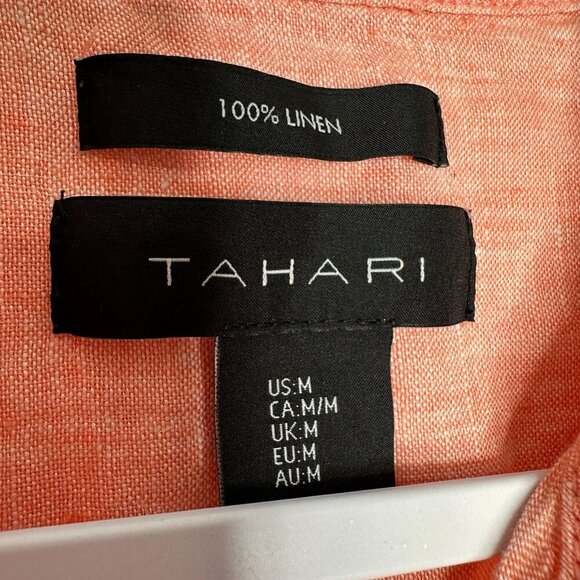 100% LINEN
TAHARI
US:M
CA:M/M
UK:M
EU:M
AU:M